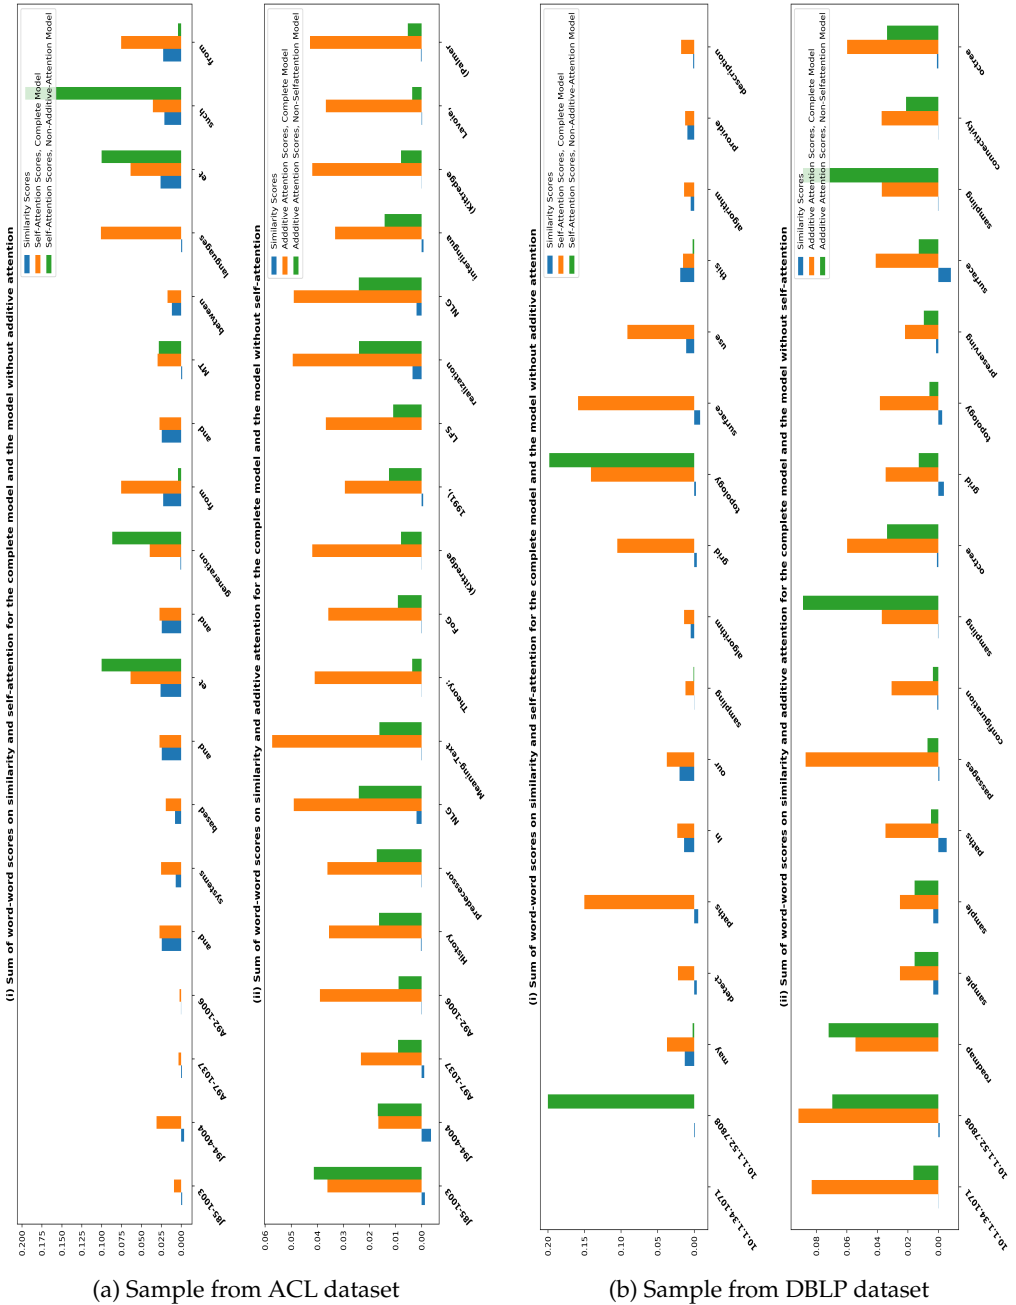 (i) Sum of word-word scores on similarity and self-attention for the complete model and the model without additive attention
Similarity Scores
Self-Attention Scores, Complete Model
Self-Attention Scores, Non-Additive-Attention Model
0.200
0.175
0.150
0.125
0.100
0.075
0.050
0.025
0.000
J85-1003
J94-4004
A97-1037
A92-1006
and
systems
based
and
et
and
generation
from
and
MT
between
languages
et
such
from
(ii) Sum of word-word scores on similarity and additive attention for the complete model and the model without self-attention
Similarity Scores
Addditive Attention Scores, Complete Model
Addditive Attention Scores, Non-Selfattention Model
0.06
0.05
0.04
0.03
0.02
0.01
0.00
J85-1003
J94-4004
A97-1037
A92-1006
History
predecessor
NLG
Meaning-Text
Theory:
FoG
(Kittredge
1991),
LFS
realization
NLG
interlingua
(Kittredge
Lavoie,
(Palmer
(a) Sample from ACL dataset
(i) Sum of word-word scores on similarity and self-attention for the complete model and the model without additive attention
Similarity Scores
Self-Attention Scores, Complete Model
Self-Attention Scores, Non-Additive-Attention Model
0.20
0.15
0.10
0.05
0.00
10.1.1.34.1071
10.1.1.52.7808
may
detect
paths
In
our
sampling
algorithm
grid
topology
surface
use
this
algorithm
provide
description
(ii) Sum of word-word scores on similarity and additive attention for the complete model and the model without self-attention
Similarity Scores
Addditive Attention Scores, Complete Model
Addditive Attention Scores, Non-Selfattention Model
0.08
0.06
0.04
0.02
0.00
10.1.1.34.1071
10.1.1.52.7808
roadmap
sample
sample
paths
passages
configuration
sampling
octree
grid
topology
preserving
surface
sampling
connectivity
octree
(b) Sample from DBLP dataset